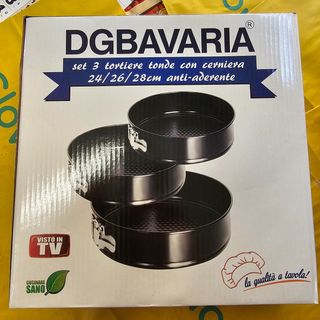 DGBAVARIA®
set 3 tortiere tonde con cerniera
24/26/28cm anti-aderente
VISTO IN
TV
CUCINARE
SANO
la qualità a tavola!